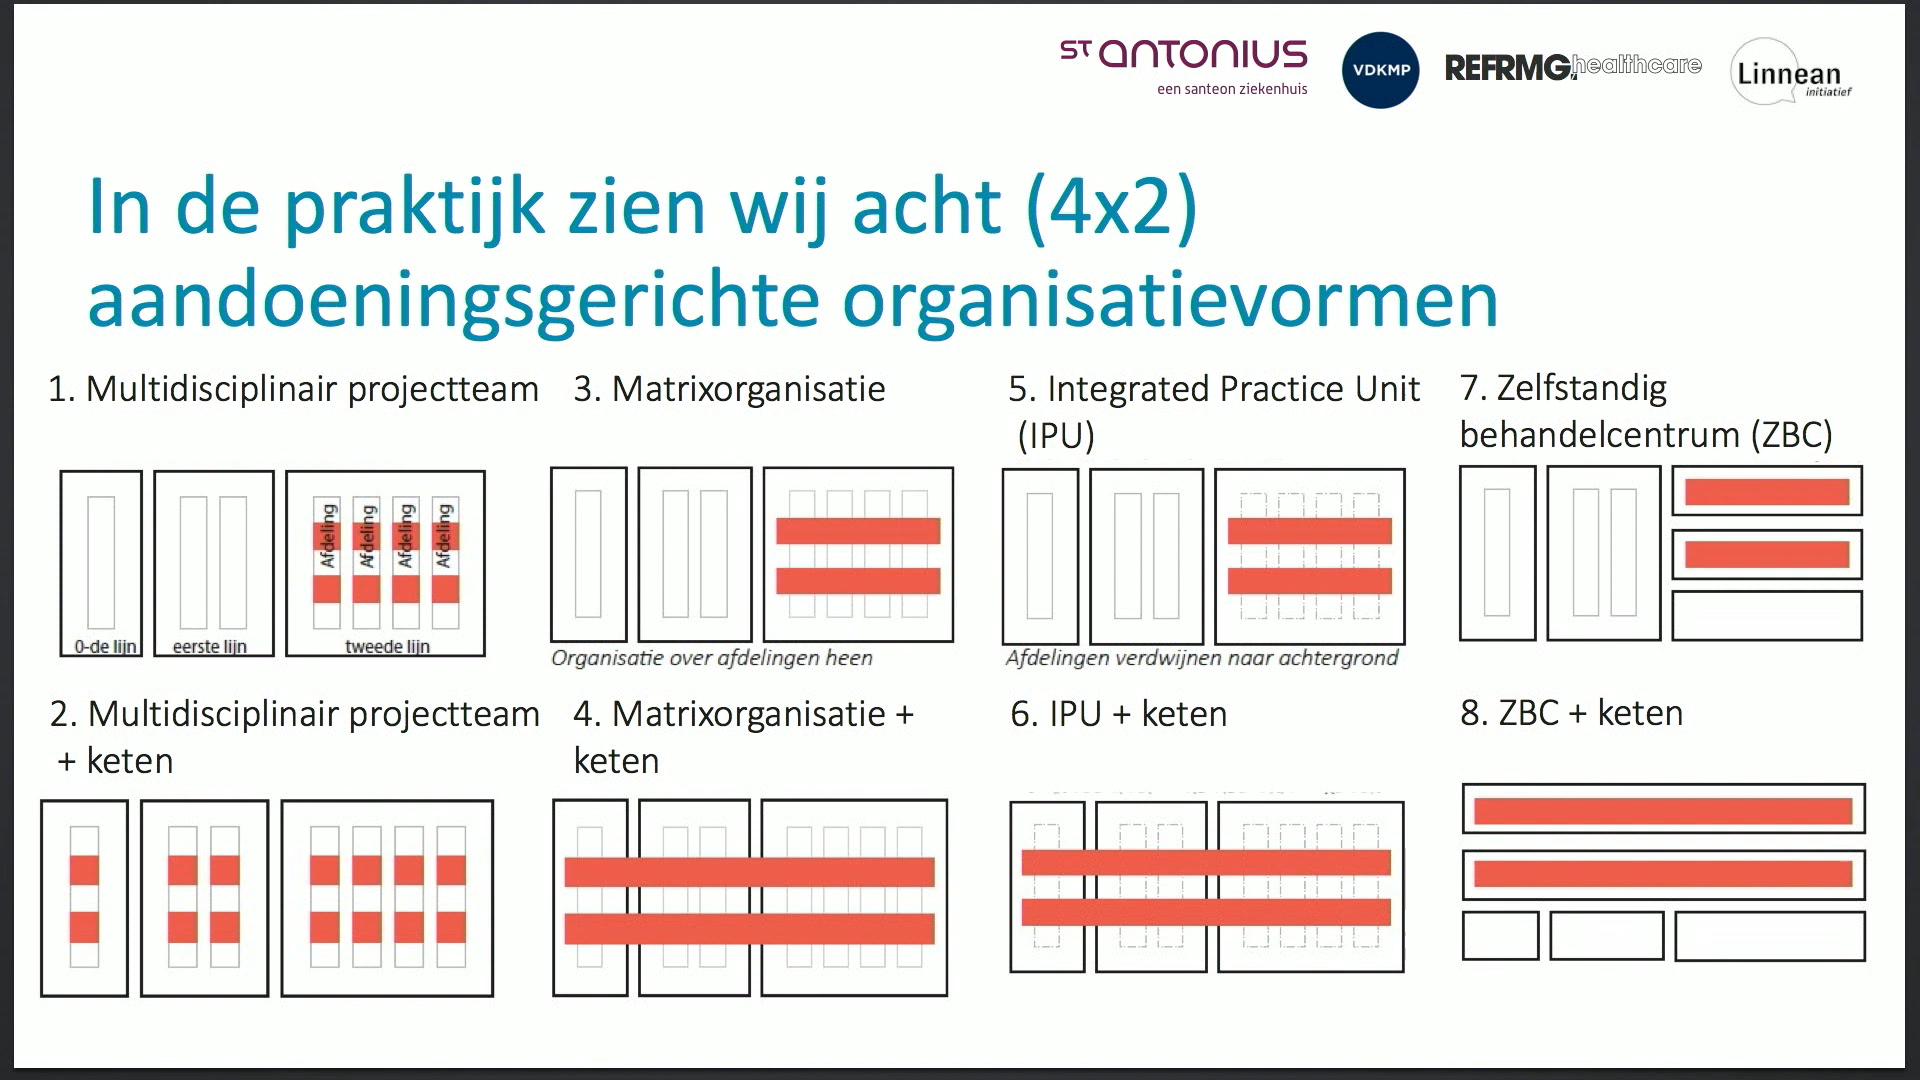 ST ANTONIUS
een santeon ziekenhuis
VDKMP
REFRMG. healthcare
Linnean
initiatief
In de praktijk zien wij acht (4x2)
aandoeningsgerichte organisatievormen
1. Multidisciplinair projectteam
Afdeling
Afdeling
Afdeling
Afdeling
0-de lijn
eerste lijn
tweede lijn
3. Matrixorganisatie
Organisatie over afdelingen heen
5. Integrated Practice Unit
(IPU)
Afdelingen verdwijnen naar achtergrond
7. Zelfstandig
behandelcentrum (ZBC)
2. Multidisciplinair projectteam
+ keten
4. Matrixorganisatie +
keten
6. IPU + keten
8. ZBC + keten